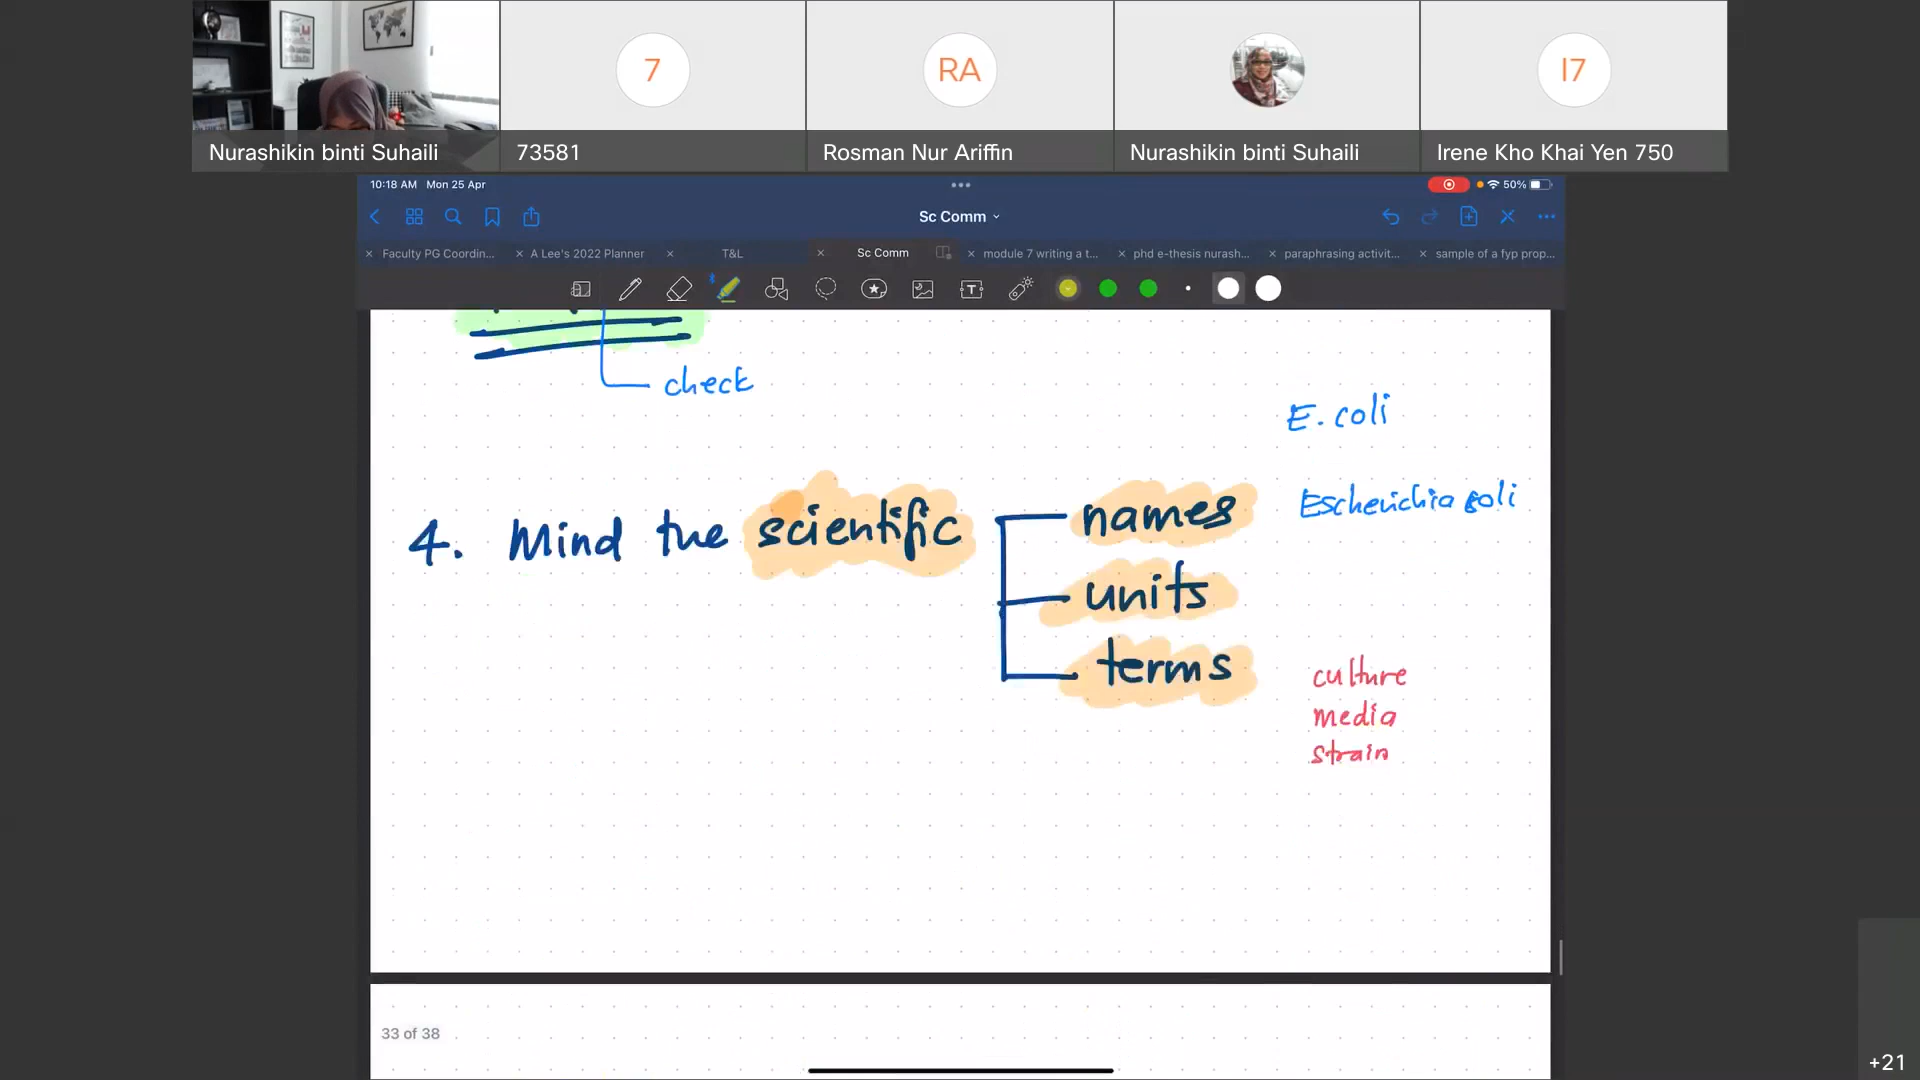 7
RA
I7
Nurashikin binti Suhaili
73581
Rosman Nur Ariffin
Nurashikin binti Suhaili
Irene Kho Khai Yen 750
10:18 AM Mon 25 Apr
50%
Sc Comm
Faculty PG Coordin...
A Lee's 2022 Planner
T&L
Sc Comm
module 7 writing a t...
phd e-thesis nurash...
paraphrasing activit...
sample of a fyp prop...
check
E. coli
Escherichia coli
4. Mind the scientific
names
units
terms
culture
media
strain
33 of 38
+21